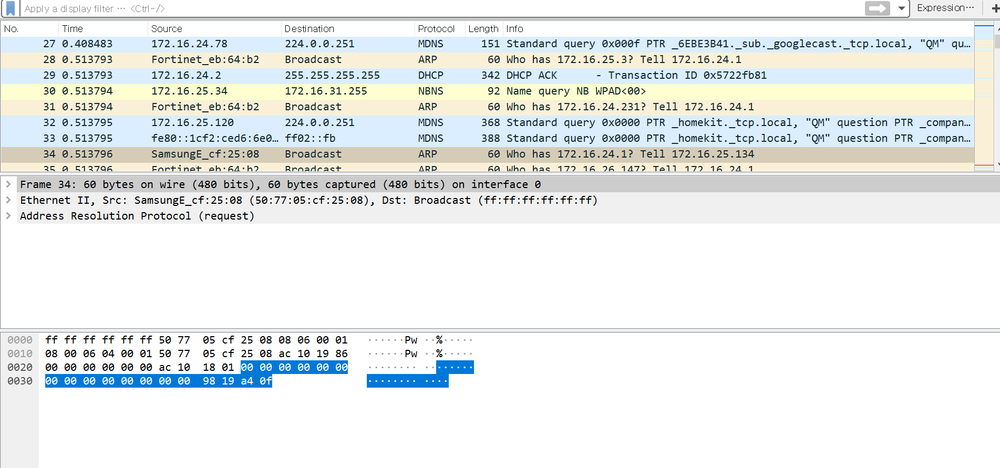 Apply a display filter ··· <Ctrl-/> Expression···
No. Time Source Destination Protocol Length Info
27 0.408483 172.16.24.78 224.0.0.251 MDNS 151 Standard query 0x000f PTR _6EBE3B41._sub._googlecast._tcp.local, "QM" qu…
28 0.513793 Fortinet_eb:64:b2 Broadcast ARP 60 Who has 172.16.25.3? Tell 172.16.24.1
29 0.513793 172.16.24.2 255.255.255.255 DHCP 342 DHCP ACK - Transaction ID 0x5722fb81
30 0.513794 172.16.25.34 172.16.31.255 NBNS 92 Name query NB WPAD<00>
31 0.513794 Fortinet_eb:64:b2 Broadcast ARP 60 Who has 172.16.24.231? Tell 172.16.24.1
32 0.513795 172.16.25.120 224.0.0.251 MDNS 368 Standard query 0x0000 PTR _homekit._tcp.local, "QM" question PTR _compan…
33 0.513795 fe80::1cf2:ced6:6e0… ff02::fb MDNS 388 Standard query 0x0000 PTR _homekit._tcp.local, "QM" question PTR _compan…
34 0.513796 SamsungE_cf:25:08 Broadcast ARP 60 Who has 172.16.24.1? Tell 172.16.25.134
35 0.513796 Fortinet_eb:64:b2 Broadcast ARP 60 Who has 172.16.26.147? Tell 172.16.24.1
Frame 34: 60 bytes on wire (480 bits), 60 bytes captured (480 bits) on interface 0
Ethernet II, Src: SamsungE_cf:25:08 (50:77:05:cf:25:08), Dst: Broadcast (ff:ff:ff:ff:ff:ff)
Address Resolution Protocol (request)
0000 ff ff ff ff ff ff 50 77 05 cf 25 08 08 06 00 01 ······Pw ··%·····
0010 08 00 06 04 00 01 50 77 05 cf 25 08 ac 10 19 86 ······Pw ··%·····
0020 00 00 00 00 00 00 ac 10 18 01 00 00 00 00 00 00 ········ ········
0030 00 00 00 00 00 00 00 00 98 19 a4 0f ········ ····